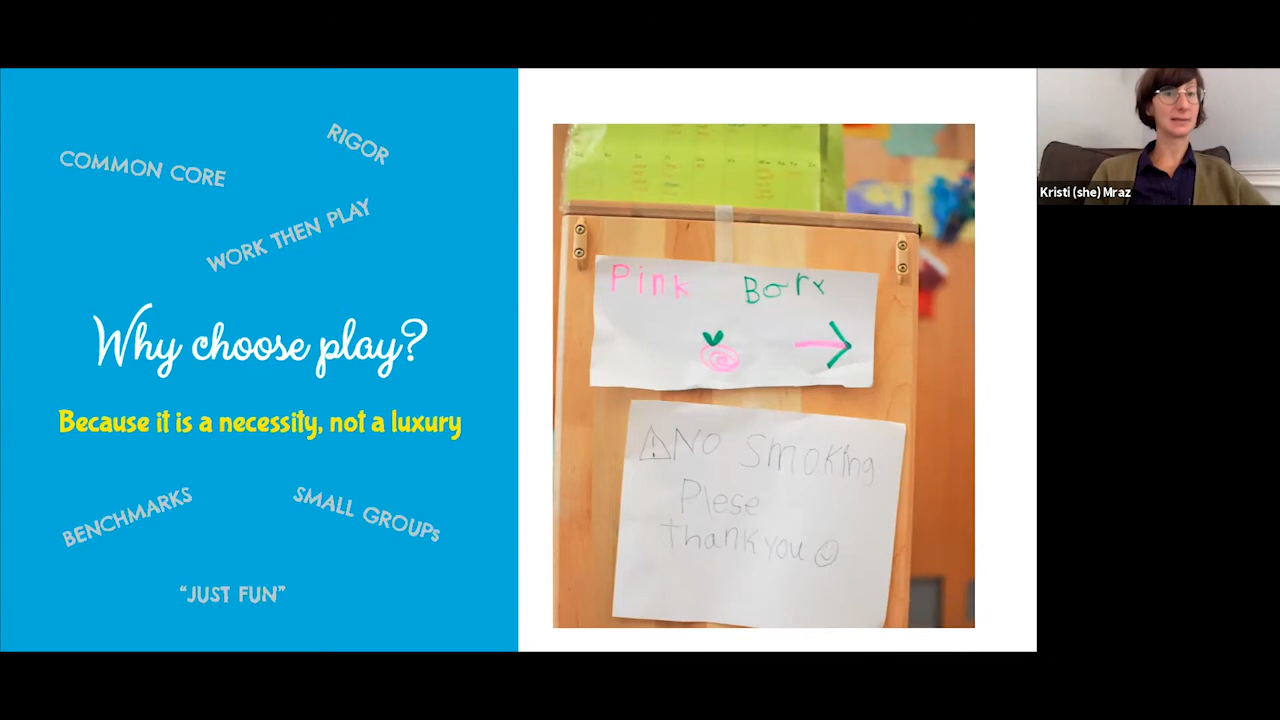 COMMON CORE
RIGOR
WORK THEN PLAY
Why choose play?
Because it is a necessity, not a luxury
BENCHMARKS
SMALL GROUPs
“JUST FUN”
Pink Bark
⚠No Smoking
Plese
thank you ☺
Kristi (she) Mraz